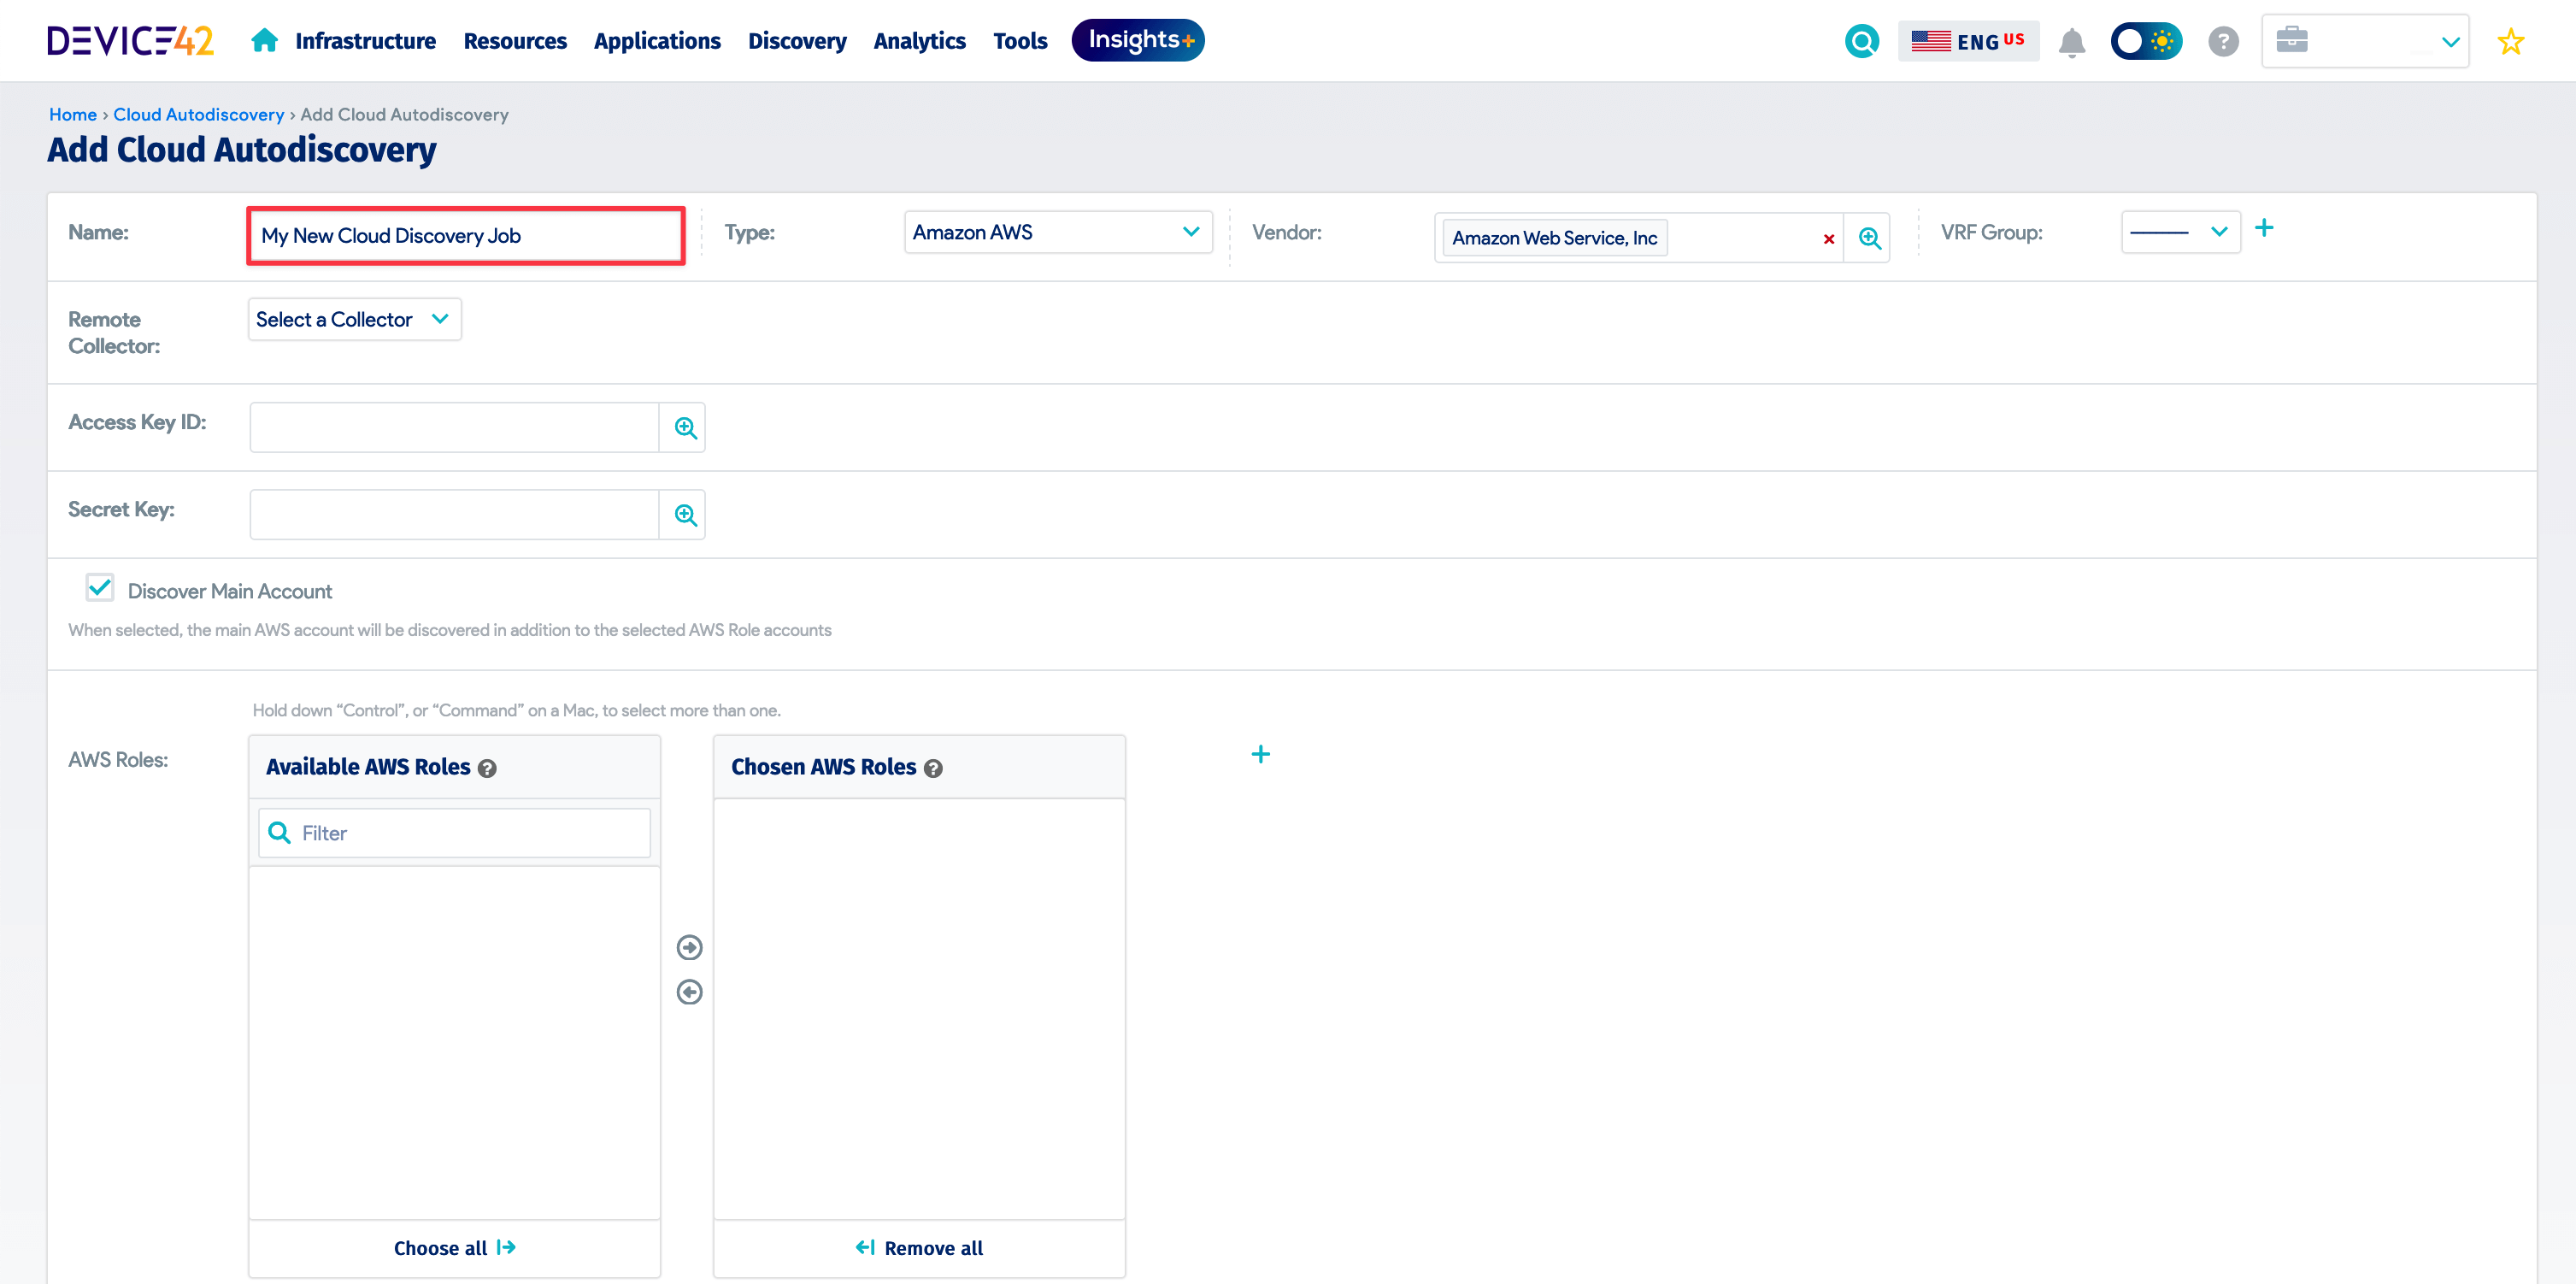 DEVICE42 Infrastructure Resources Applications Discovery Analytics Tools Insights+ ENG US ?
Home › Cloud Autodiscovery › Add Cloud Autodiscovery
Add Cloud Autodiscovery
Name: My New Cloud Discovery Job Type: Amazon AWS Vendor: Amazon Web Service, Inc × VRF Group: ———
Remote
Collector:
Select a Collector
Access Key ID:
Secret Key:
Discover Main Account
When selected, the main AWS account will be discovered in addition to the selected AWS Role accounts
Hold down “Control”, or “Command” on a Mac, to select more than one.
AWS Roles:
Available AWS Roles ? Chosen AWS Roles ?
Filter
Choose all Remove all